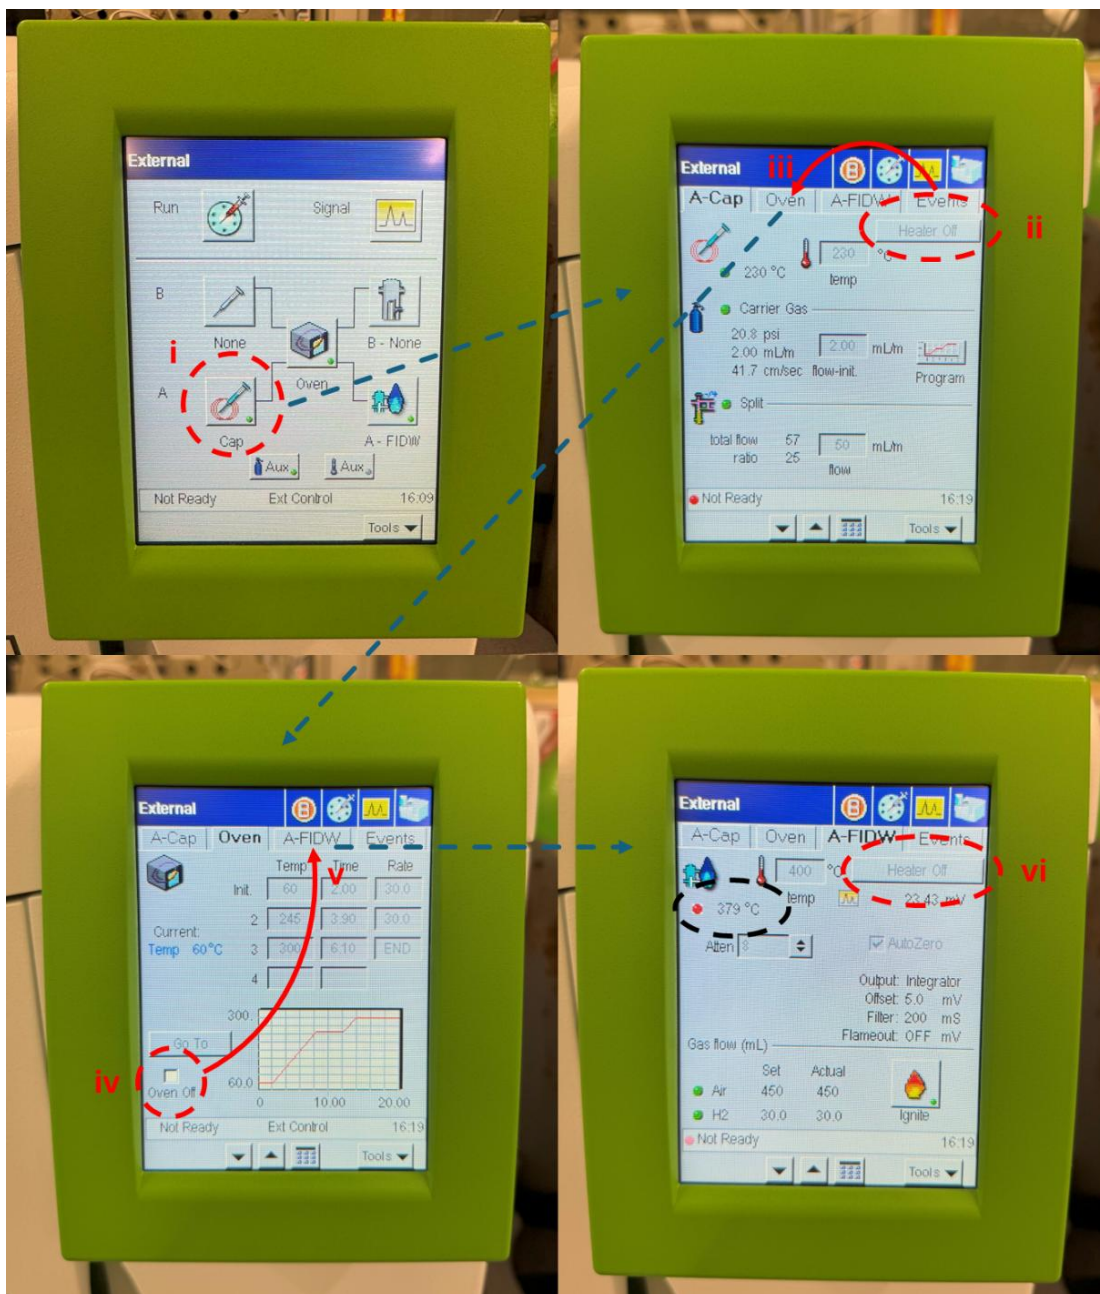 External
Run
Signal
B
None
B - None
i
Oven
A
Cap
A - FIDW
Aux
Aux
Not Ready Ext Control 16:09
Tools
External
iii
A-Cap Oven A-FIDW Events
Heater Off
ii
230 °C
230 °C
temp
Carrier Gas
20.8 psi
2.00 mL/m 2.00 mL/m
41.7 cm/sec flow-init.
Program
Split
total flow 57 50 mL/m
ratio 25
flow
Not Ready 16:19
Tools
External
A-Cap Oven A-FIDW Events
v
Temp Time Rate
Init. 60 2.00 30.0
2 245 3.90 30.0
Current:
Temp 60°C
3 300 6.10 END
4
300.
Go To
iv
Oven Off
60.0
0 10.00 20.00
Not Ready Ext Control 16:19
Tools
External
A-Cap Oven A-FIDW Events
400 °C
Heater Off
vi
temp
23.43 mV
379 °C
Atten 8
AutoZero
Output: Integrator
Offset: 5.0 mV
Filter: 200 mS
Flameout: OFF mV
Gas flow (mL)
Set Actual
Air 450 450
H2 30.0 30.0
Ignite
Not Ready 16:19
Tools